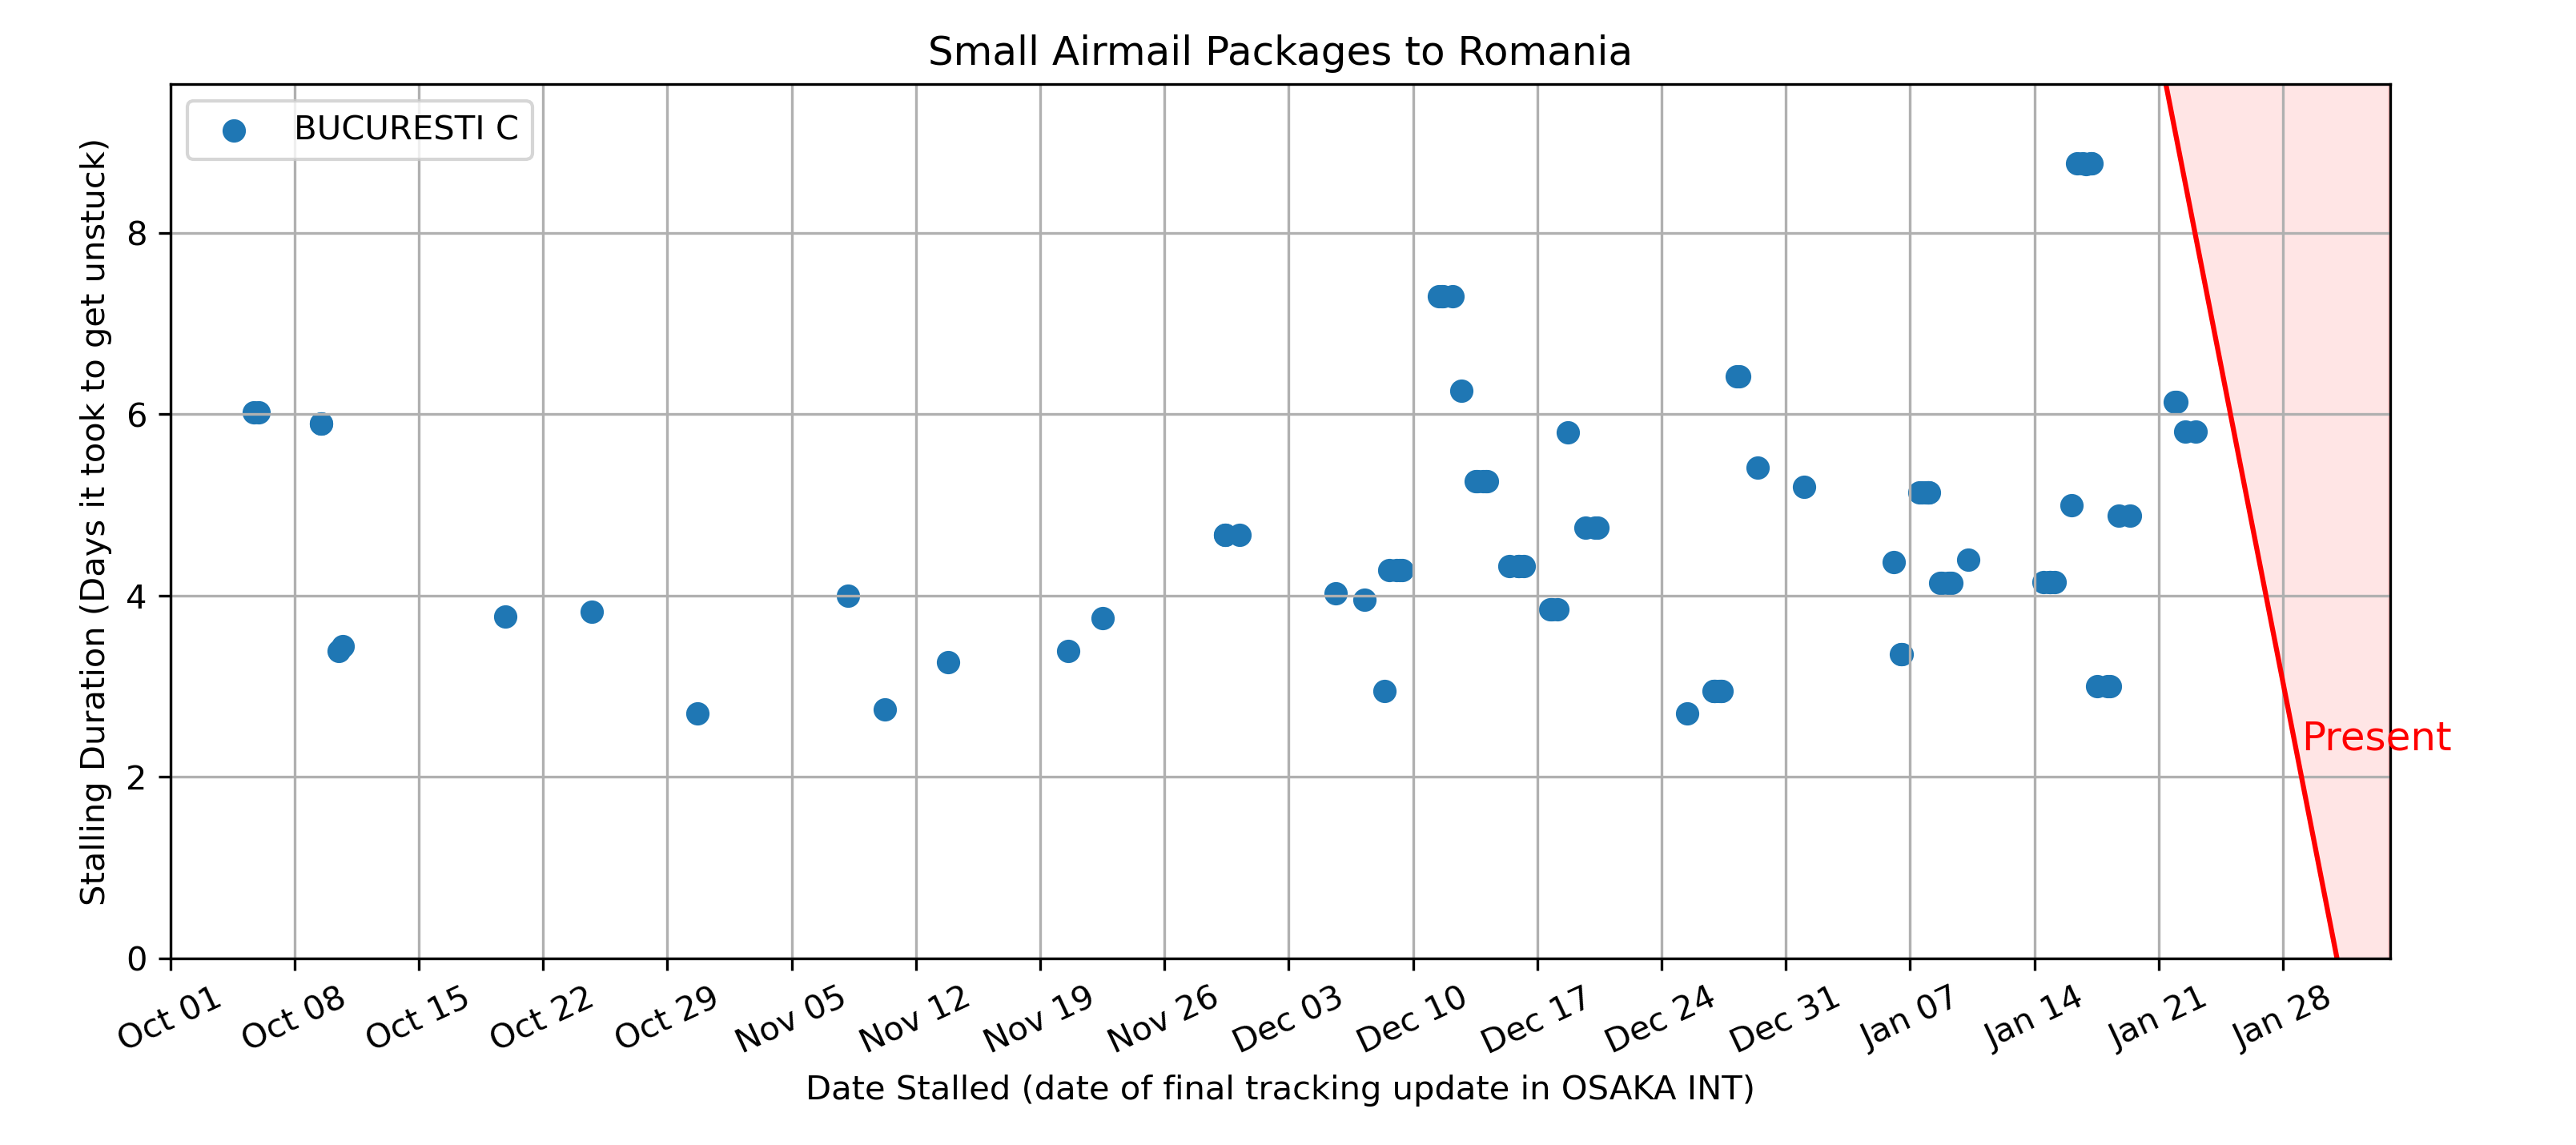 Small Airmail Packages to Romania
BUCURESTI C
Stalling Duration (Days it took to get unstuck)
8
6
4
2
0
Present
Oct 01 Oct 08 Oct 15 Oct 22 Oct 29 Nov 05 Nov 12 Nov 19 Nov 26 Dec 03 Dec 10 Dec 17 Dec 24 Dec 31 Jan 07 Jan 14 Jan 21 Jan 28
Date Stalled (date of final tracking update in OSAKA INT)